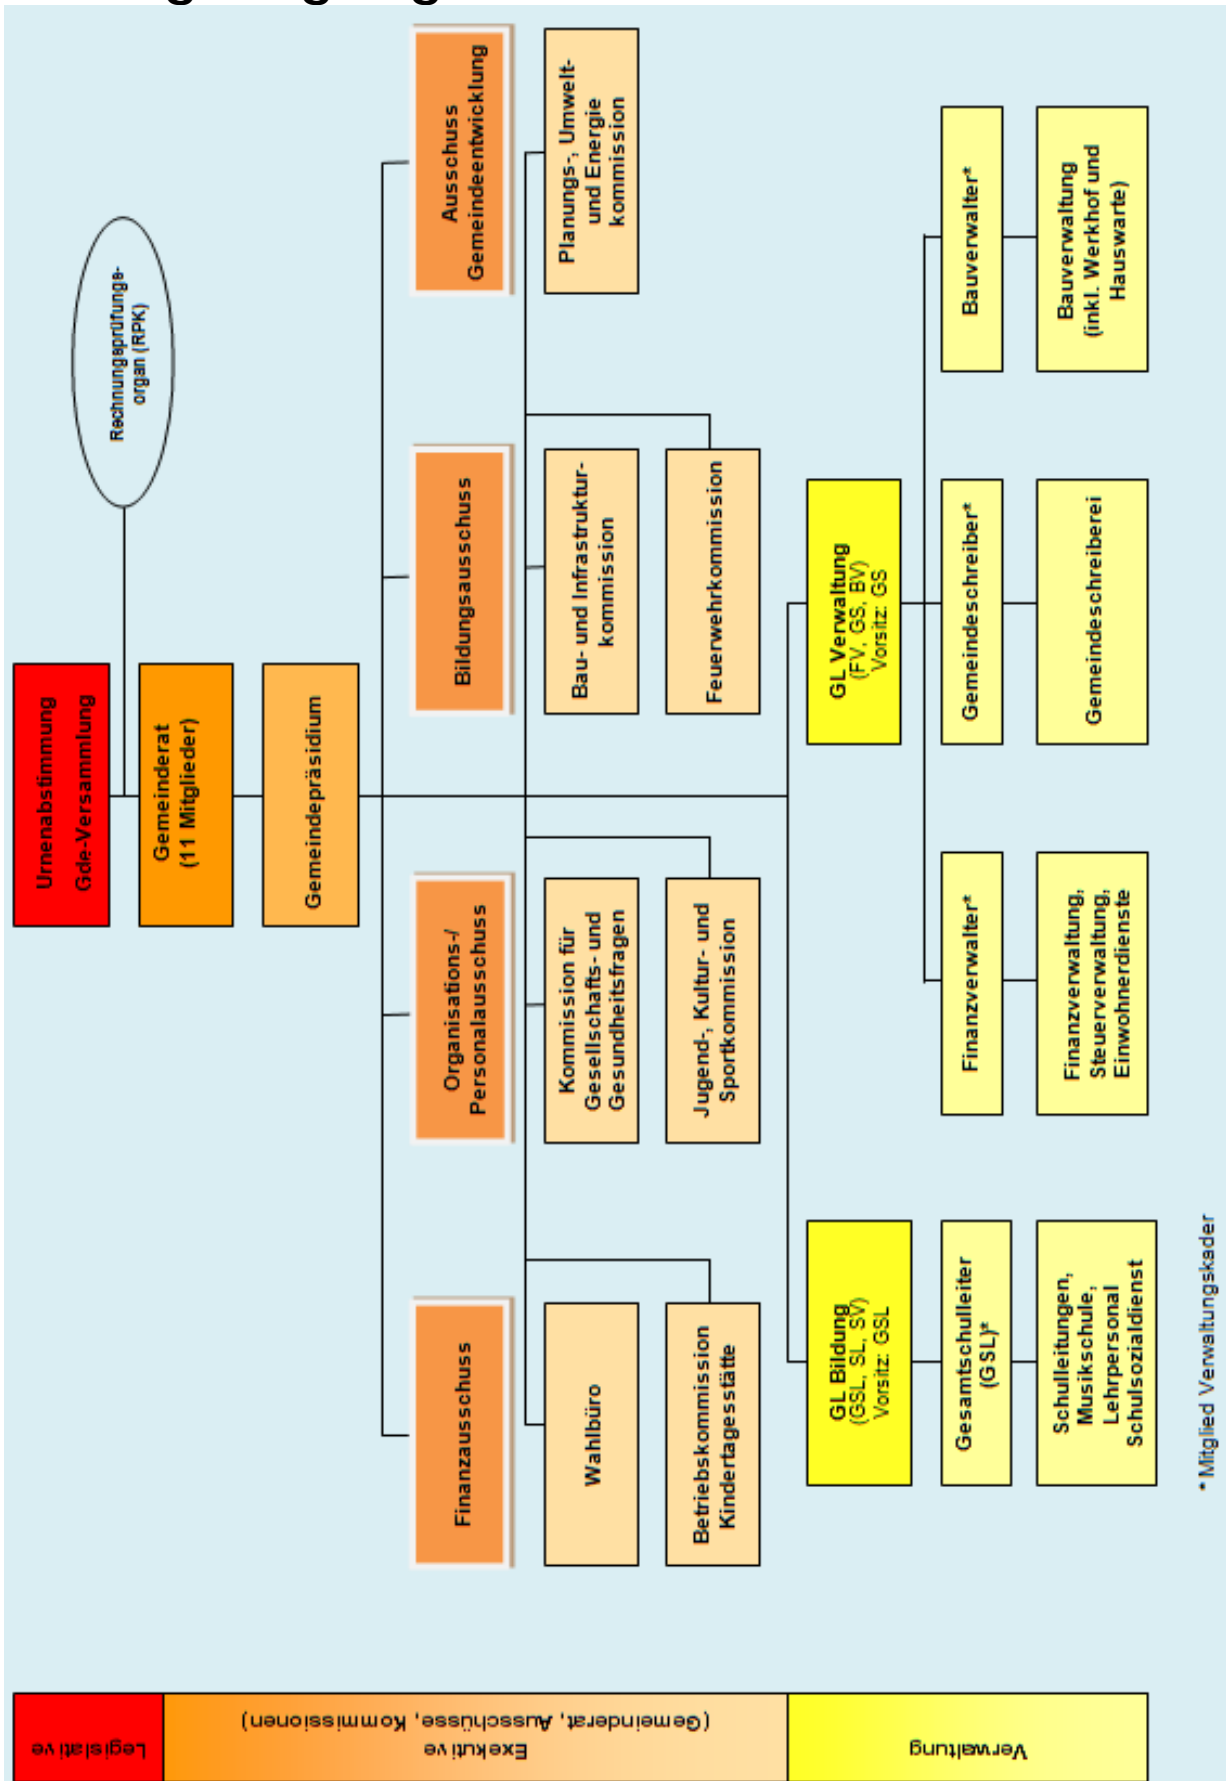 Urnenabstimmung
Gde-Versammlung
Rechnungsprüfungs-
organ (RPK)
Gemeinderat
(11 Mitglieder)
Gemeindepräsidium
Finanzausschuss
Organisations-/
Personalausschuss
Bildungsausschuss
Ausschuss
Gemeindeentwicklung
Wahlbüro
Kommission für
Gesellschafts- und
Gesundheitsfragen
Bau- und Infrastruktur-
kommission
Planungs-, Umwelt-
und Energie
kommission
Betriebskommission
Kindertagesstätte
Jugend-, Kultur- und
Sportkommission
Feuerwehrkommission
GL Bildung
(GSL, SL, SV)
Vorsitz: GSL
GL Verwaltung
(FV, GS, BV)
Vorsitz: GS
Gesamtschulleiter
(GSL)*
Finanzverwalter*
Gemeindeschreiber*
Bauverwalter*
Schulleitungen,
Musikschule,
Lehrpersonal
Schulsozialdienst
Finanzverwaltung,
Steuerverwaltung,
Einwohnerdienste
Gemeindeschreiberei
Bauverwaltung
(inkl. Werkhof und
Hauswarte)
* Mitglied Verwaltungskader
Legislative
Exekutive
(Gemeinderat, Ausschüsse, Kommissionen)
Verwaltung